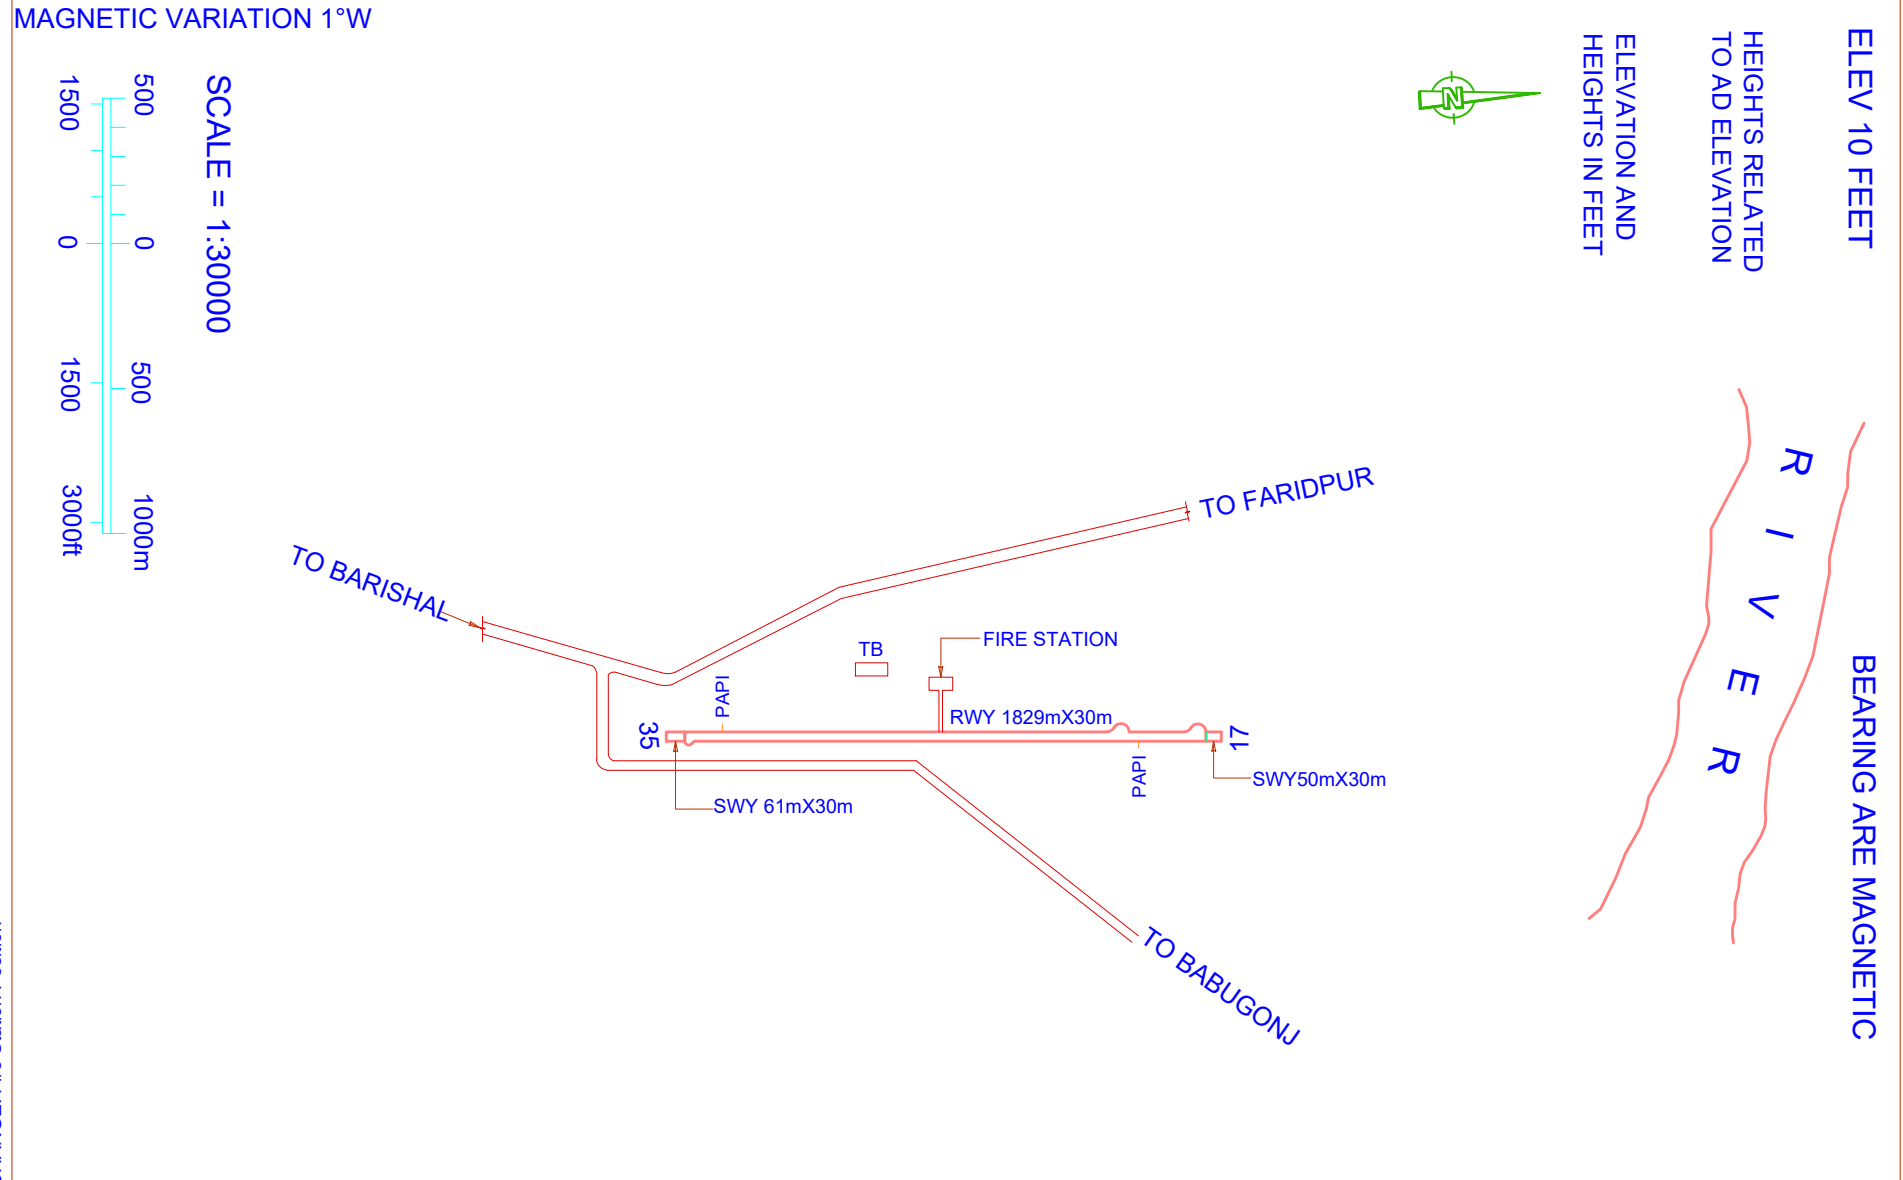 MAGNETIC VARIATION 1°W
ELEV 10 FEET
HEIGHTS RELATED
TO AD ELEVATION
ELEVATION AND
HEIGHTS IN FEET
N
SCALE = 1:30000
500 0 500 1000m
1500 0 1500 3000ft
RIVER
BEARING ARE MAGNETIC
TO FARIDPUR
TO BARISHAL
TB
FIRE STATION
PAPI
RWY 1829mX30m
35
17
PAPI
SWY50mX30m
SWY 61mX30m
TO BABUGONJ